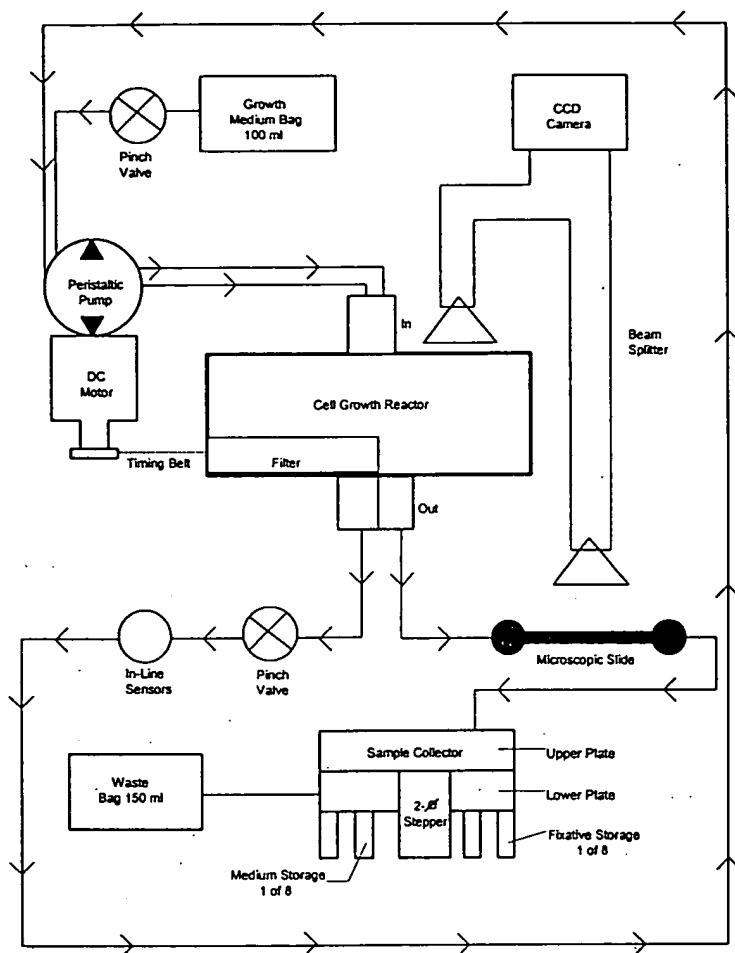 Growth
Medium Bag
100 ml
CCD
Camera
Pinch
Valve
Peristaltic
Pump
In
Beam
Splitter
DC
Motor
Cell Growth Reactor
Timing Belt
Filter
Out
In-Line
Sensors
Pinch
Valve
Microscopic Slide
Sample Collector
Upper Plate
Waste
Bag 150 ml
Lower Plate
2-Ø
Stepper
Fixative Storage
1 of 8
Medium Storage
1 of 8